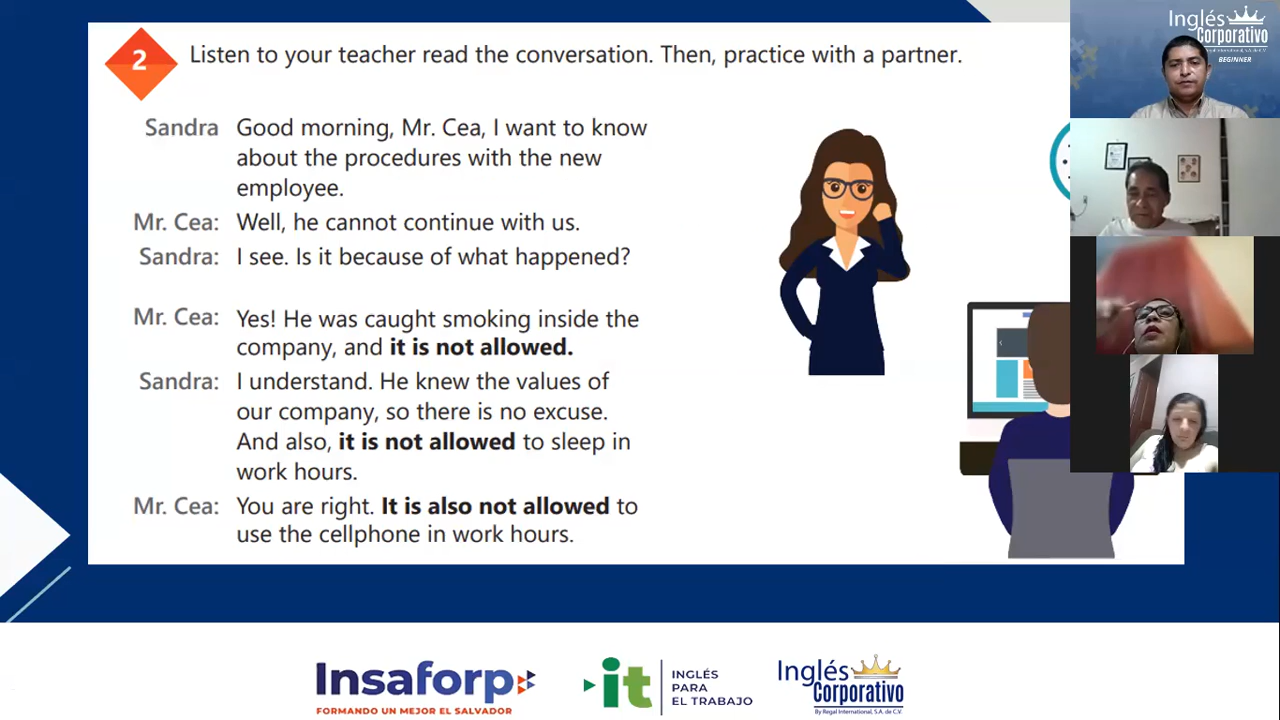 2
Listen to your teacher read the conversation. Then, practice with a partner.
Sandra Good morning, Mr. Cea, I want to know
about the procedures with the new
employee.
Mr. Cea: Well, he cannot continue with us.
Sandra: I see. Is it because of what happened?
Mr. Cea: Yes! He was caught smoking inside the
company, and it is not allowed.
Sandra: I understand. He knew the values of
our company, so there is no excuse.
And also, it is not allowed to sleep in
work hours.
Mr. Cea: You are right. It is also not allowed to
use the cellphone in work hours.
Inglés
Corporativo
BEGINNER
Insaforp
FORMANDO UN MEJOR EL SALVADOR
it
INGLÉS
PARA
EL TRABAJO
Inglés
Corporativo
By Regal International, S.A. de C.V.